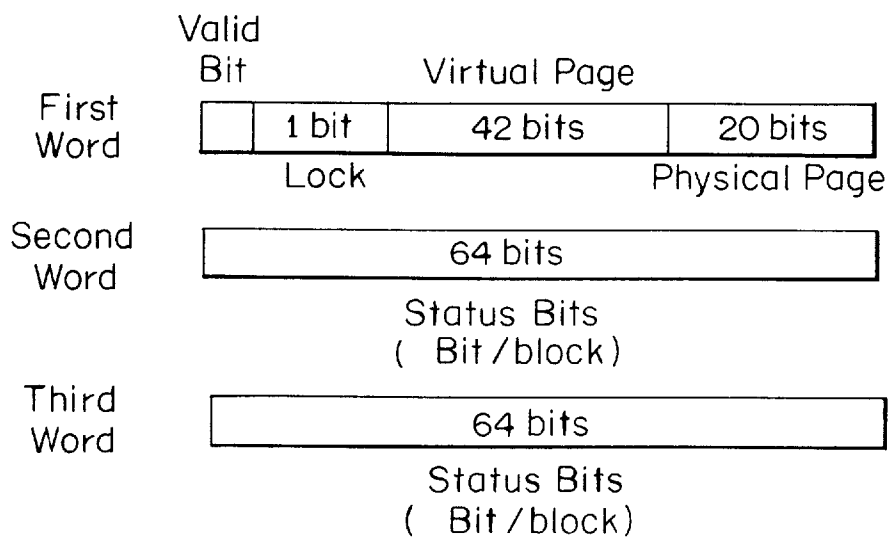 Valid
Bit
Virtual Page
First
Word
1 bit
42 bits
20 bits
Lock
Physical Page
Second
Word
64 bits
Status Bits
( Bit/block)
Third
Word
64 bits
Status Bits
( Bit/block)